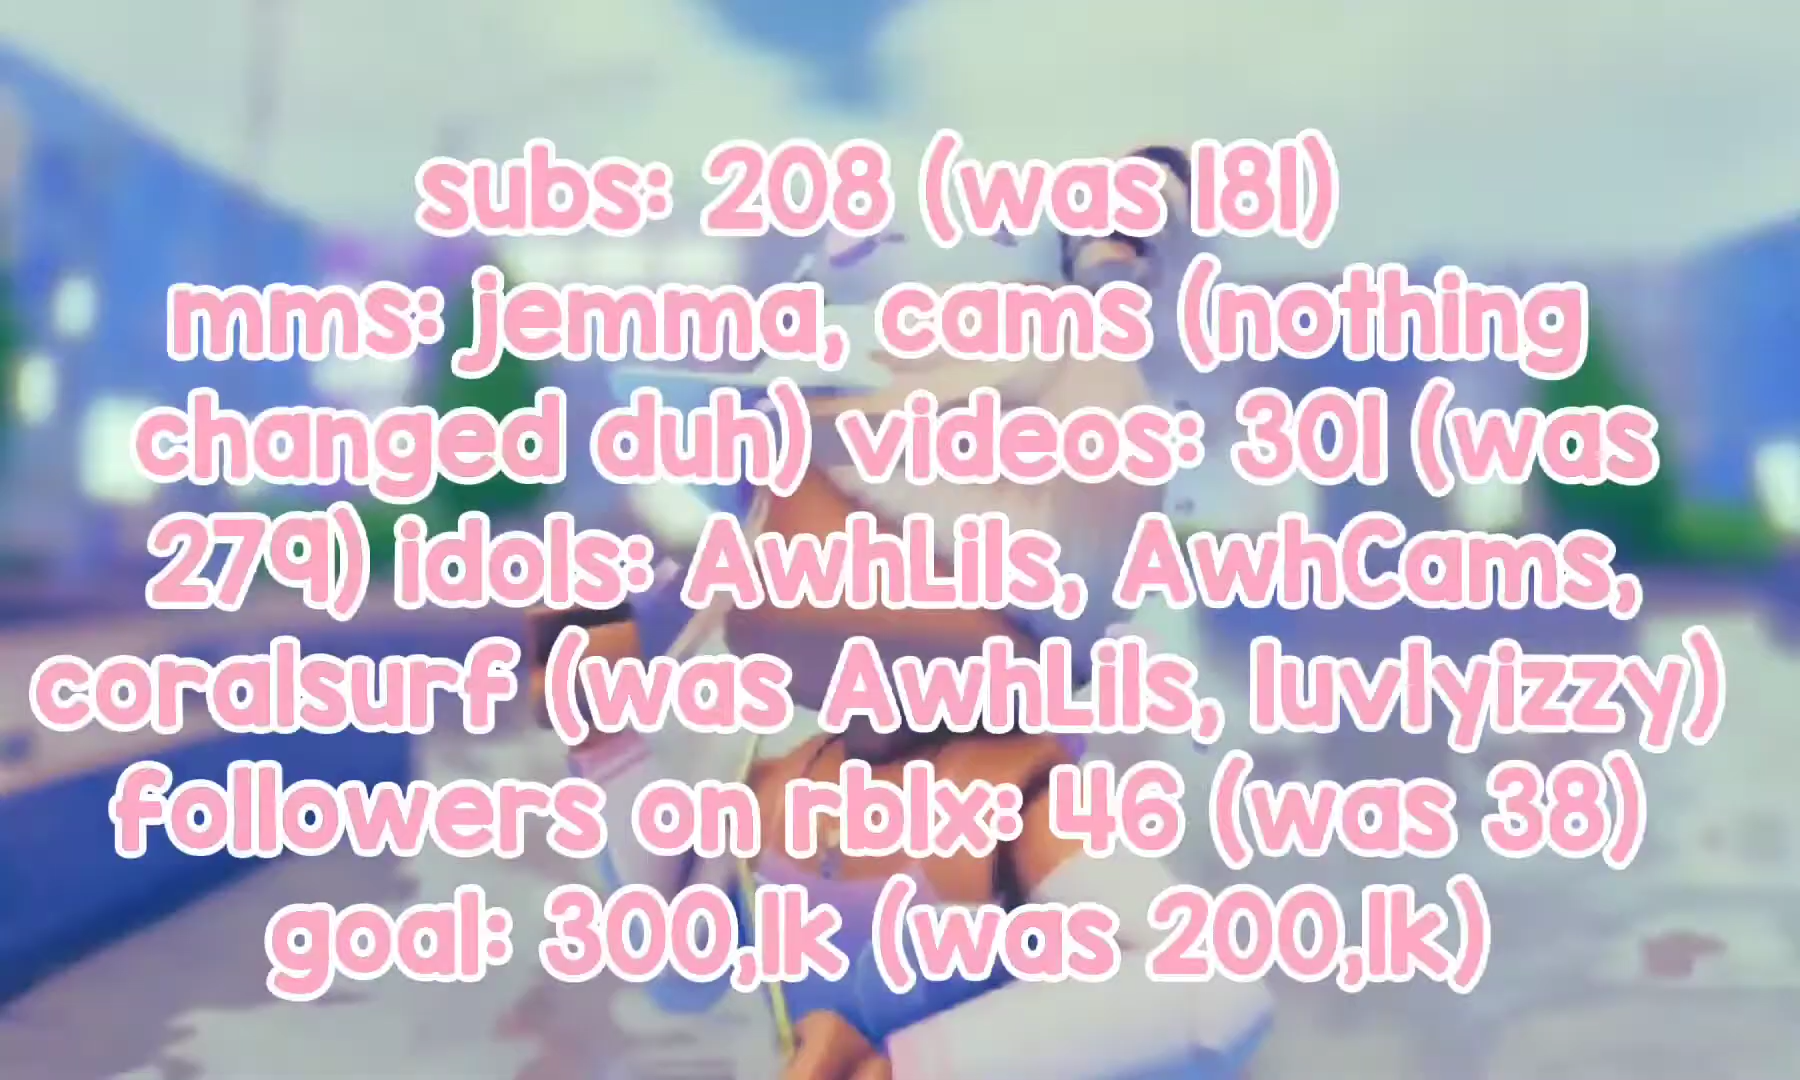 subs: 208 (was 181)
mms: jemma, cams (nothing
changed duh) videos: 301 (was
279) idols: AwhLils, AwhCams,
coralsurf (was AwhLils, luvlyizzy)
followers on rblx: 46 (was 38)
goal: 300,1k (was 200,1k)